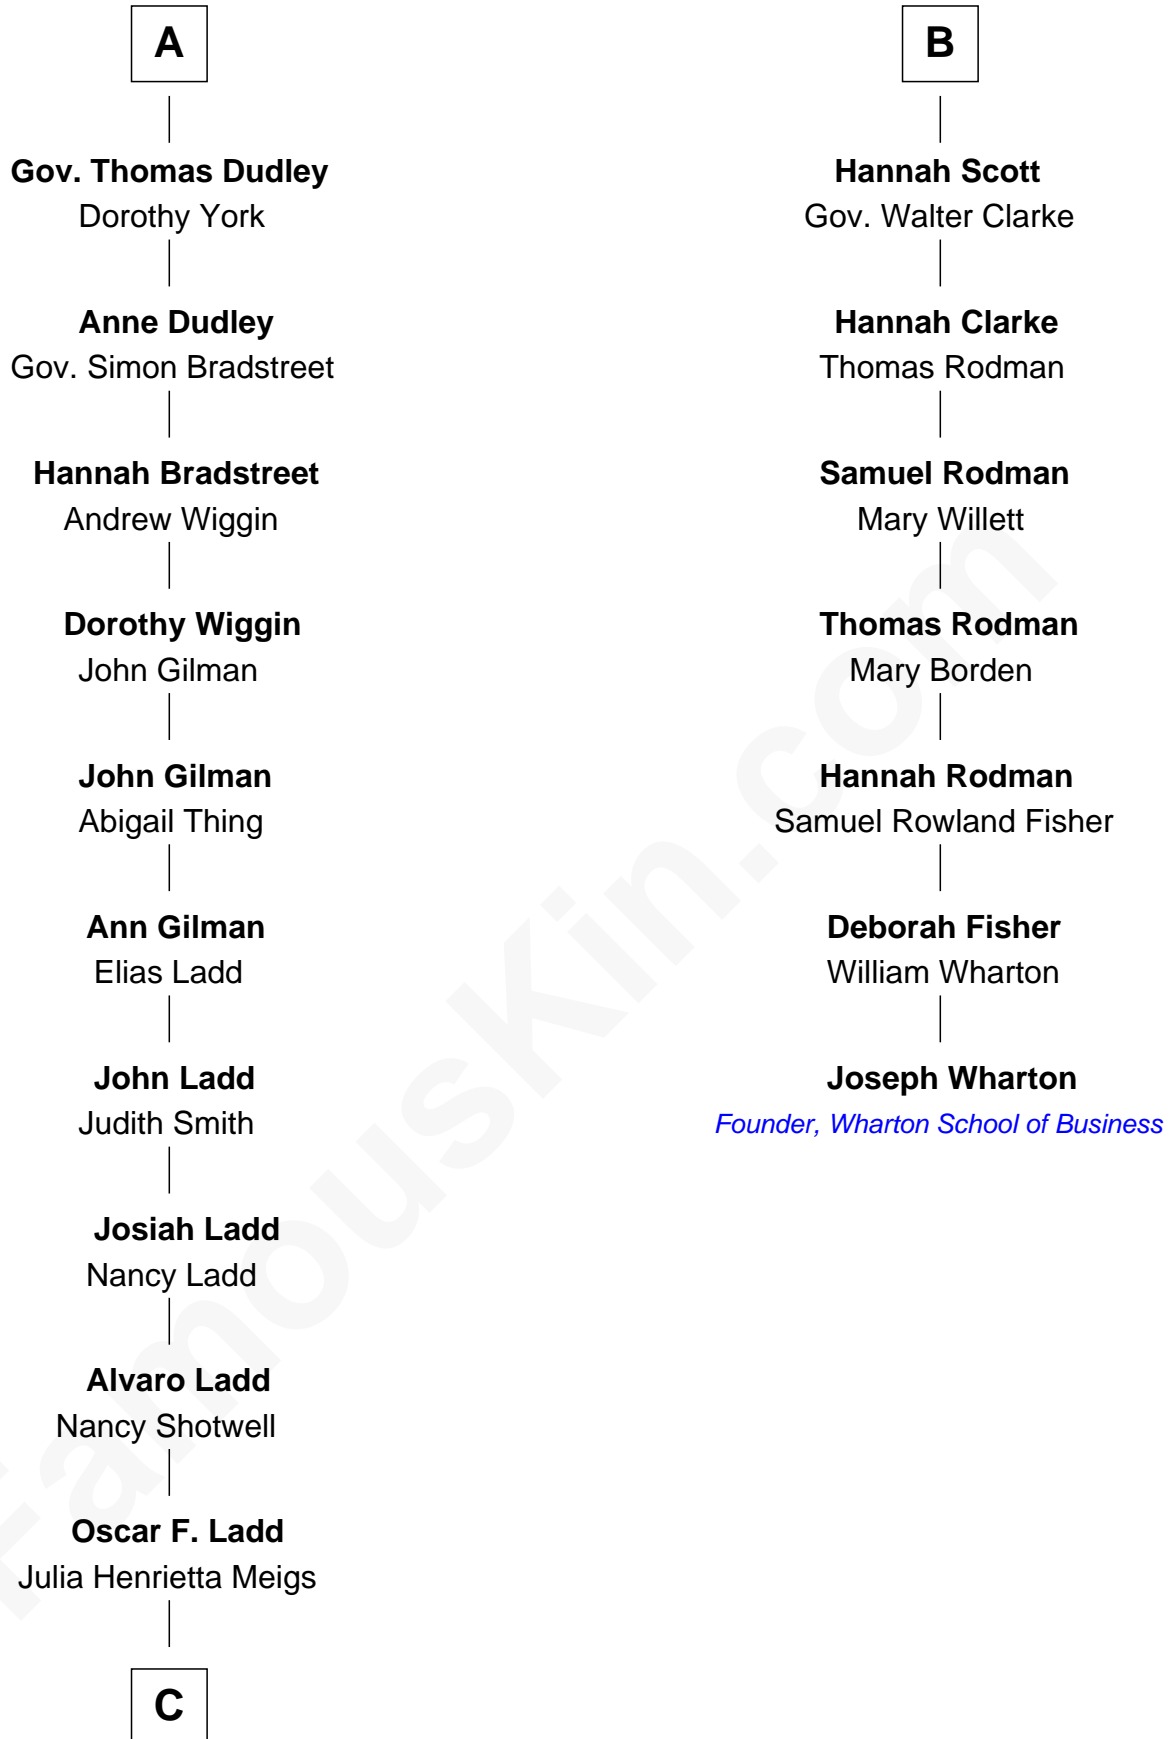 A
Gov. Thomas Dudley
Dorothy York
Anne Dudley
Gov. Simon Bradstreet
Hannah Bradstreet
Andrew Wiggin
Dorothy Wiggin
John Gilman
John Gilman
Abigail Thing
Ann Gilman
Elias Ladd
John Ladd
Judith Smith
Josiah Ladd
Nancy Ladd
Alvaro Ladd
Nancy Shotwell
Oscar F. Ladd
Julia Henrietta Meigs
C
B
Hannah Scott
Gov. Walter Clarke
Hannah Clarke
Thomas Rodman
Samuel Rodman
Mary Willett
Thomas Rodman
Mary Borden
Hannah Rodman
Samuel Rowland Fisher
Deborah Fisher
William Wharton
Joseph Wharton
Founder, Wharton School of Business
FamousKin.com